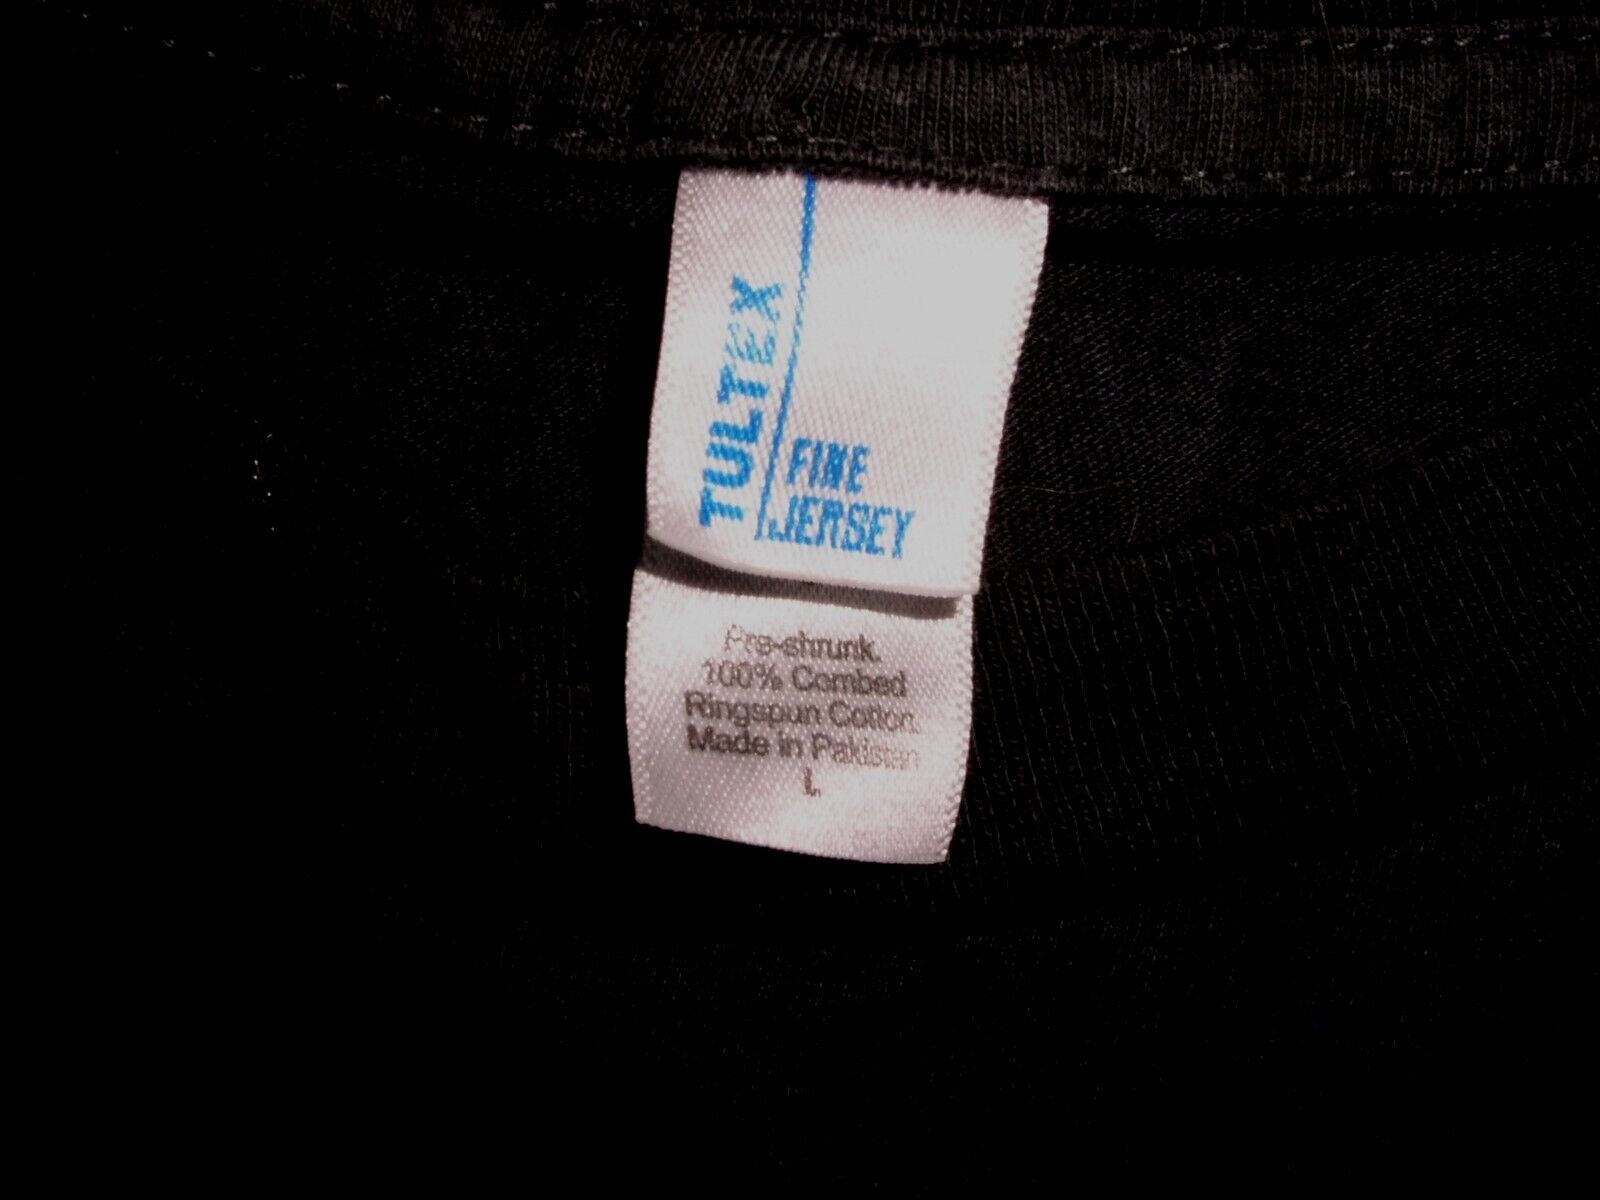 TULTEX
FINE
JERSEY
Pre-shrunk.
100% Combed
Ringspun Cotton.
Made in Pakistan
L